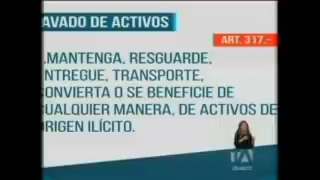 AVADO DE ACTIVOS
ART. 317.-
.MANTENGA, RESGUARDE,
NTREGUE, TRANSPORTE,
ONVIERTA O SE BENEFICIE DE
UALQUIER MANERA, DE ACTIVOS DE
ORIGEN ILÍCITO.